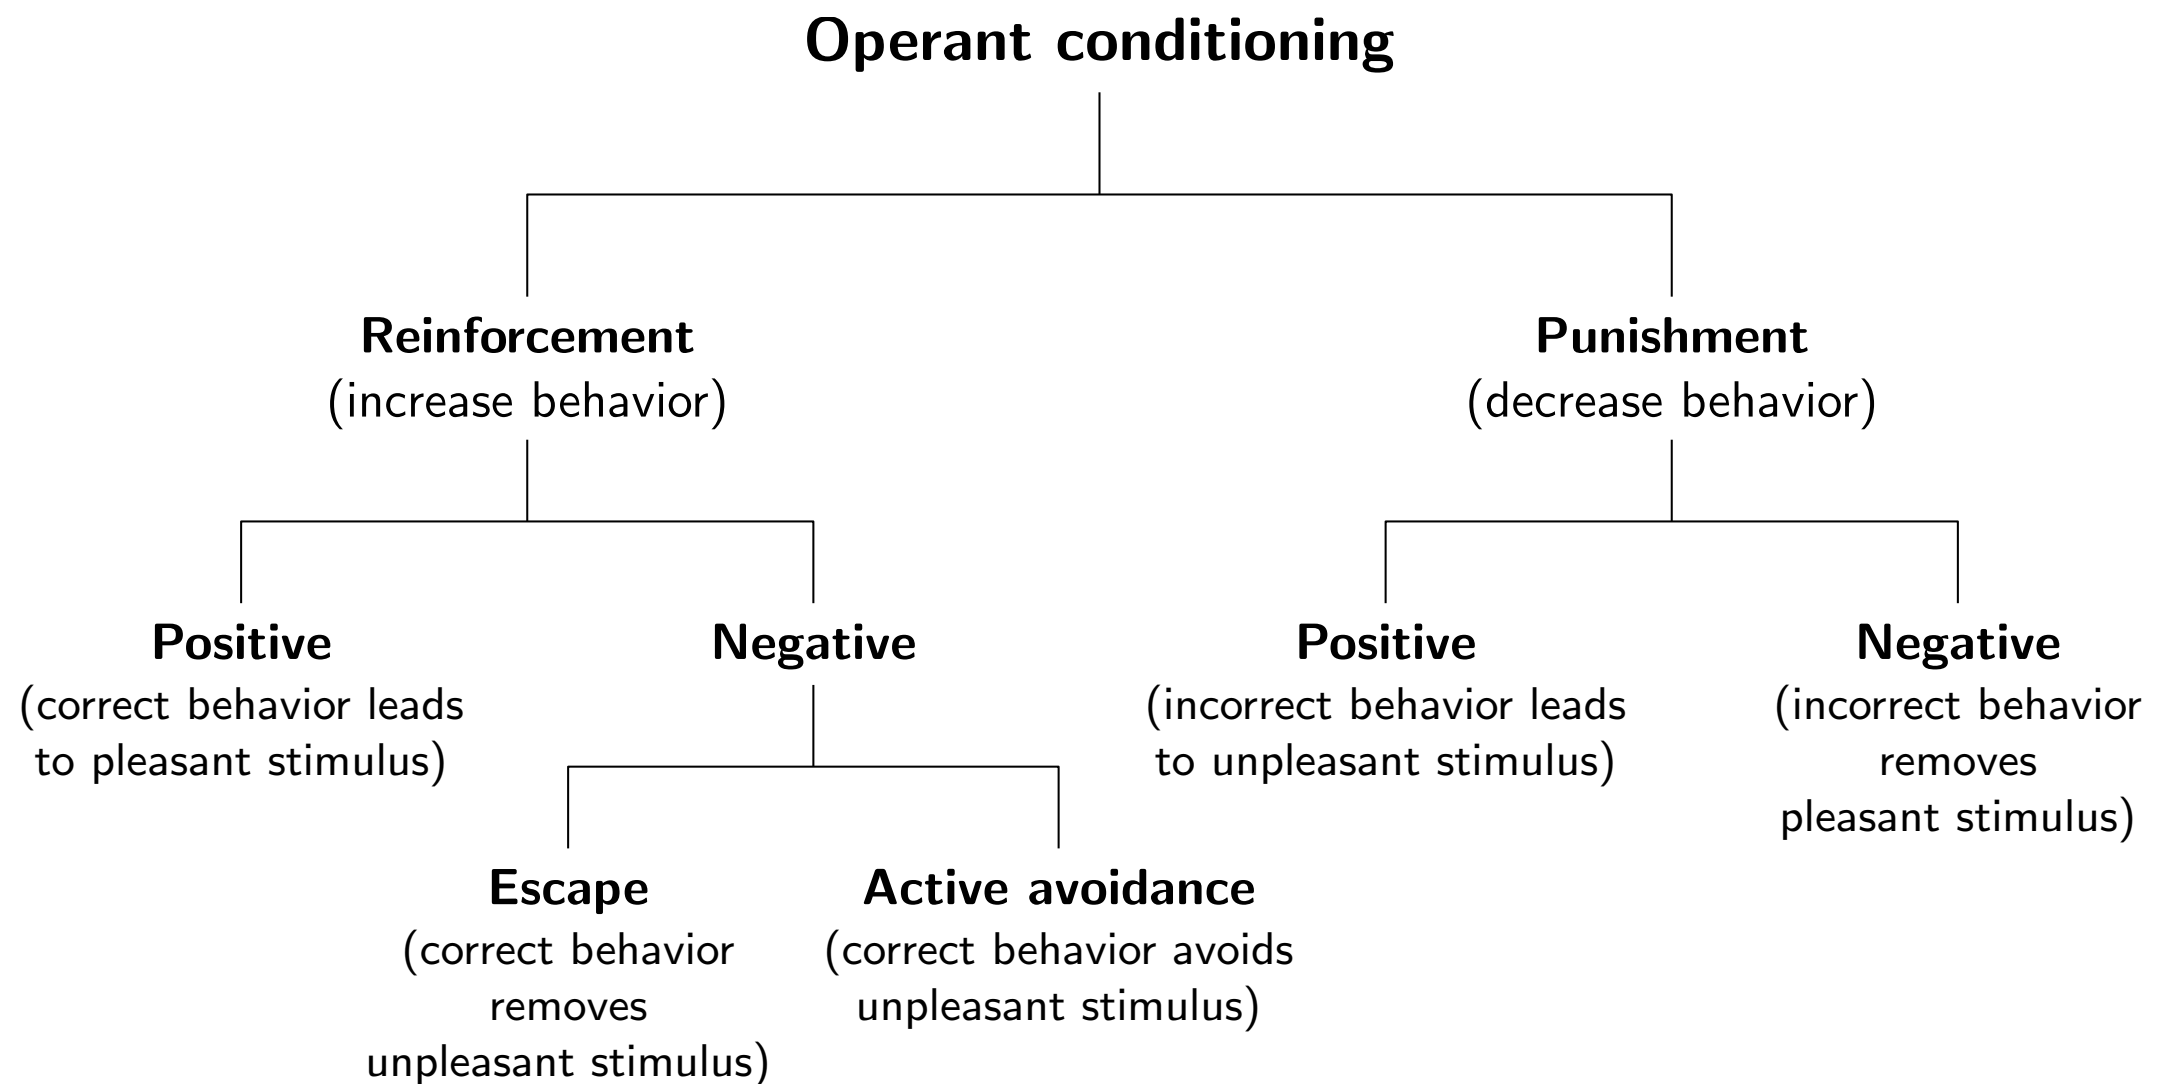 Operant conditioning
Reinforcement
(increase behavior)
Punishment
(decrease behavior)
Positive
(correct behavior leads
to pleasant stimulus)
Negative
Positive
(incorrect behavior leads
to unpleasant stimulus)
Negative
(incorrect behavior
removes
pleasant stimulus)
Escape
(correct behavior
removes
unpleasant stimulus)
Active avoidance
(correct behavior avoids
unpleasant stimulus)